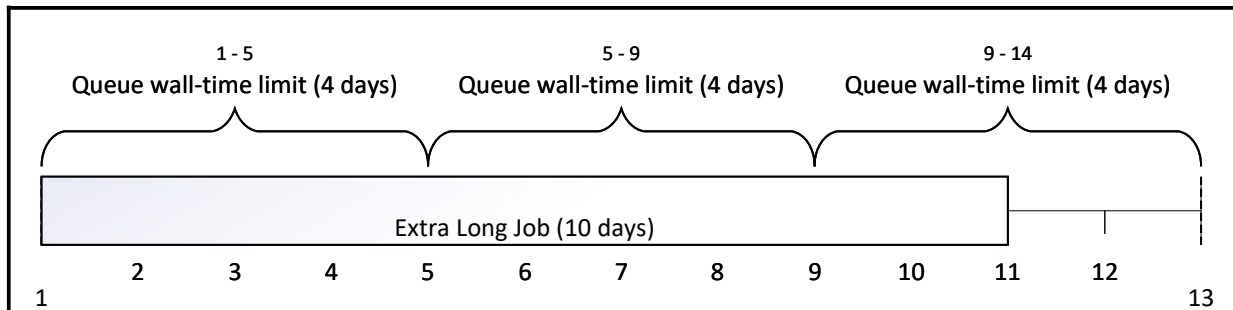 1 - 5 5 - 9 9 - 14
Queue wall-time limit (4 days) Queue wall-time limit (4 days) Queue wall-time limit (4 days)
Extra Long Job (10 days)
2 3 4 5 6 7 8 9 10 11 12
1 13